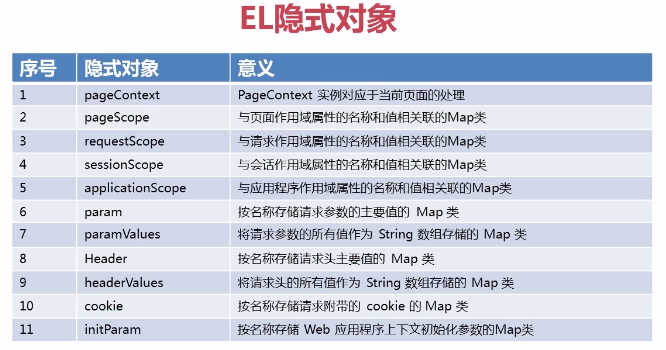 EL隐式对象
序号 隐式对象 意义
1 pageContext PageContext 实例对应于当前页面的处理
2 pageScope 与页面作用域属性的名称和值相关联的Map类
3 requestScope 与请求作用域属性的名称和值相关联的Map类
4 sessionScope 与会话作用域属性的名称和值相关联的Map类
5 applicationScope 与应用程序作用域属性的名称和值相关联的Map类
6 param 按名称存储请求参数的主要值的 Map 类
7 paramValues 将请求参数的所有值作为 String 数组存储的 Map 类
8 Header 按名称存储请求头主要值的 Map 类
9 headerValues 将请求头的所有值作为 String 数组存储的 Map 类
10 cookie 按名称存储请求附带的 cookie 的 Map 类
11 initParam 按名称存储 Web 应用程序上下文初始化参数的Map类